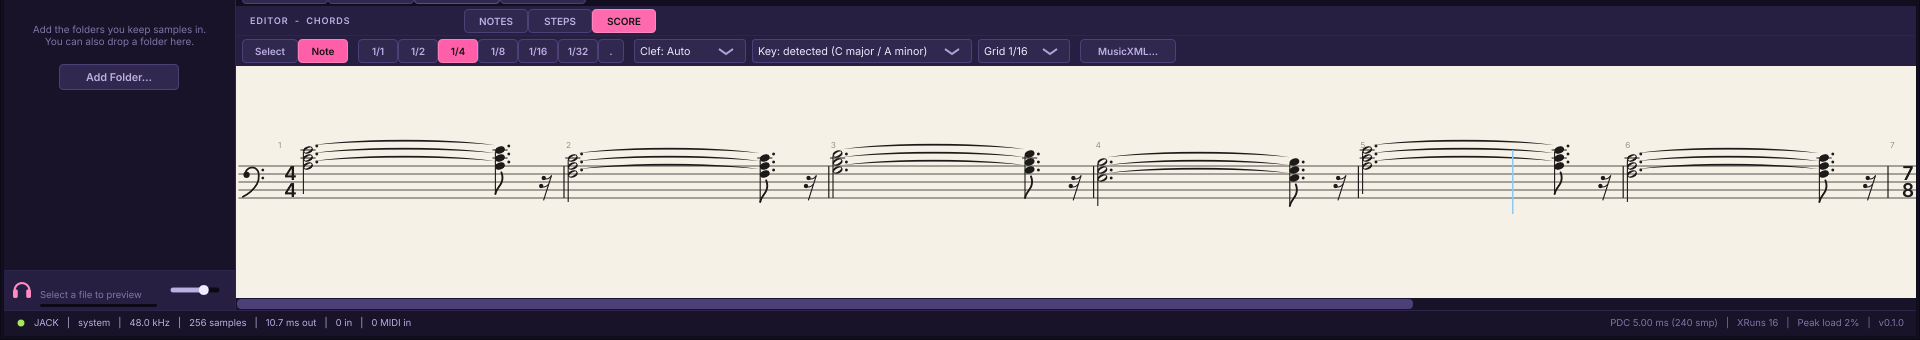 Add the folders you keep samples in.
You can also drop a folder here.
Add Folder...
EDITOR - CHORDS NOTES STEPS SCORE
Select Note 1/1 1/2 1/4 1/8 1/16 1/32 . Clef: Auto Key: detected (C major / A minor) Grid 1/16 MusicXML...
1 2 3 4 5 6 7
4 4
7 8
Select a file to preview
JACK | system | 48.0 kHz | 256 samples | 10.7 ms out | 0 in | 0 MIDI in
PDC 5.00 ms (240 smp) | XRuns 16 | Peak load 2% | v0.1.0